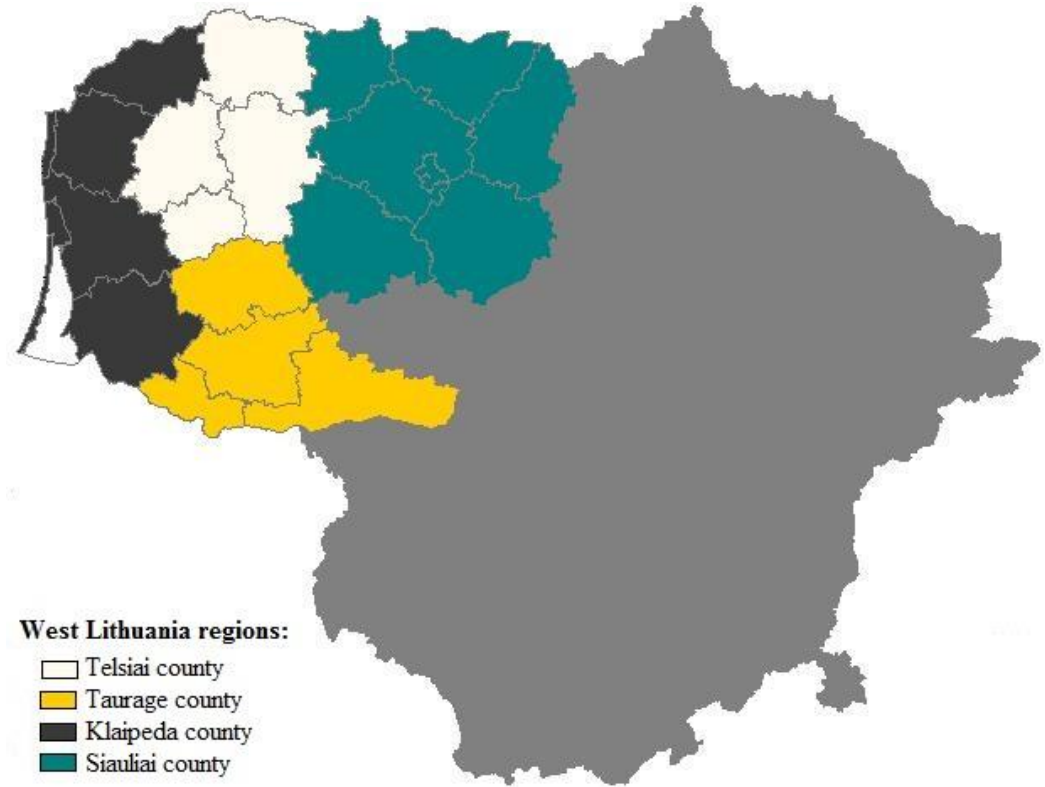 West Lithuania regions:
Telsiai county
Taurage county
Klaipeda county
Siauliai county